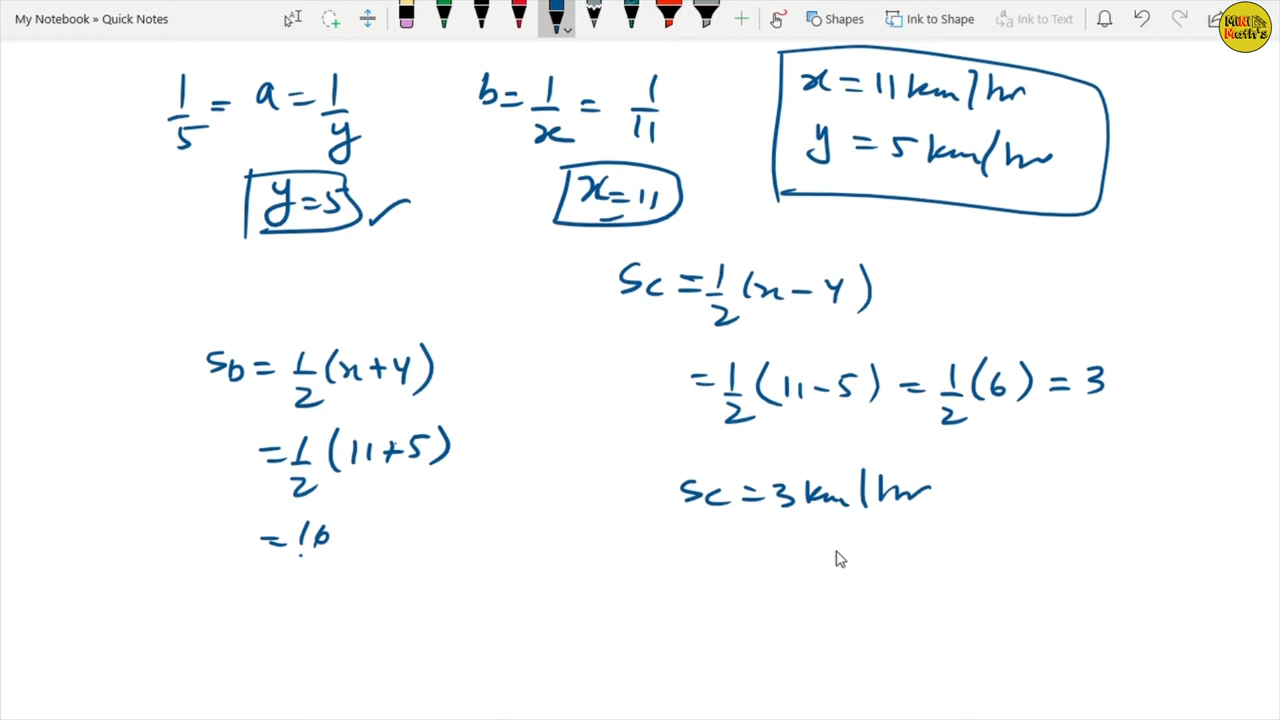 My Notebook » Quick Notes
Shapes
Ink to Shape
Ink to Text
MINI Math's
1/5 = a = 1/y
b = 1/x = 1/11
x = 11 km/hr
y = 5 km/hr
y = 5 ✓
x = 11
Sc = 1/2 (x - y)
Sb = 1/2 (x + y)
= 1/2 (11 - 5) = 1/2 (6) = 3
= 1/2 (11 + 5)
Sc = 3 km/hr
= 16